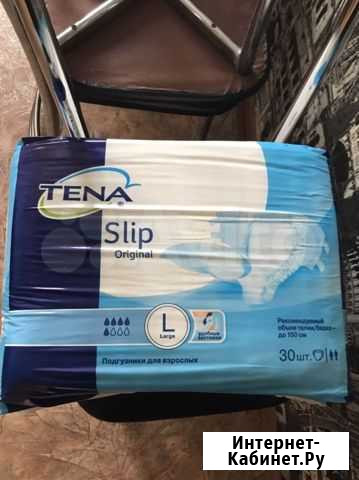 TENA
Slip
Original
L
Large
Рекомендуемый
объем талии/бедер -
до 150 см
Подгузники для взрослых
30 шт.
Интернет-
Кабинет.Ру